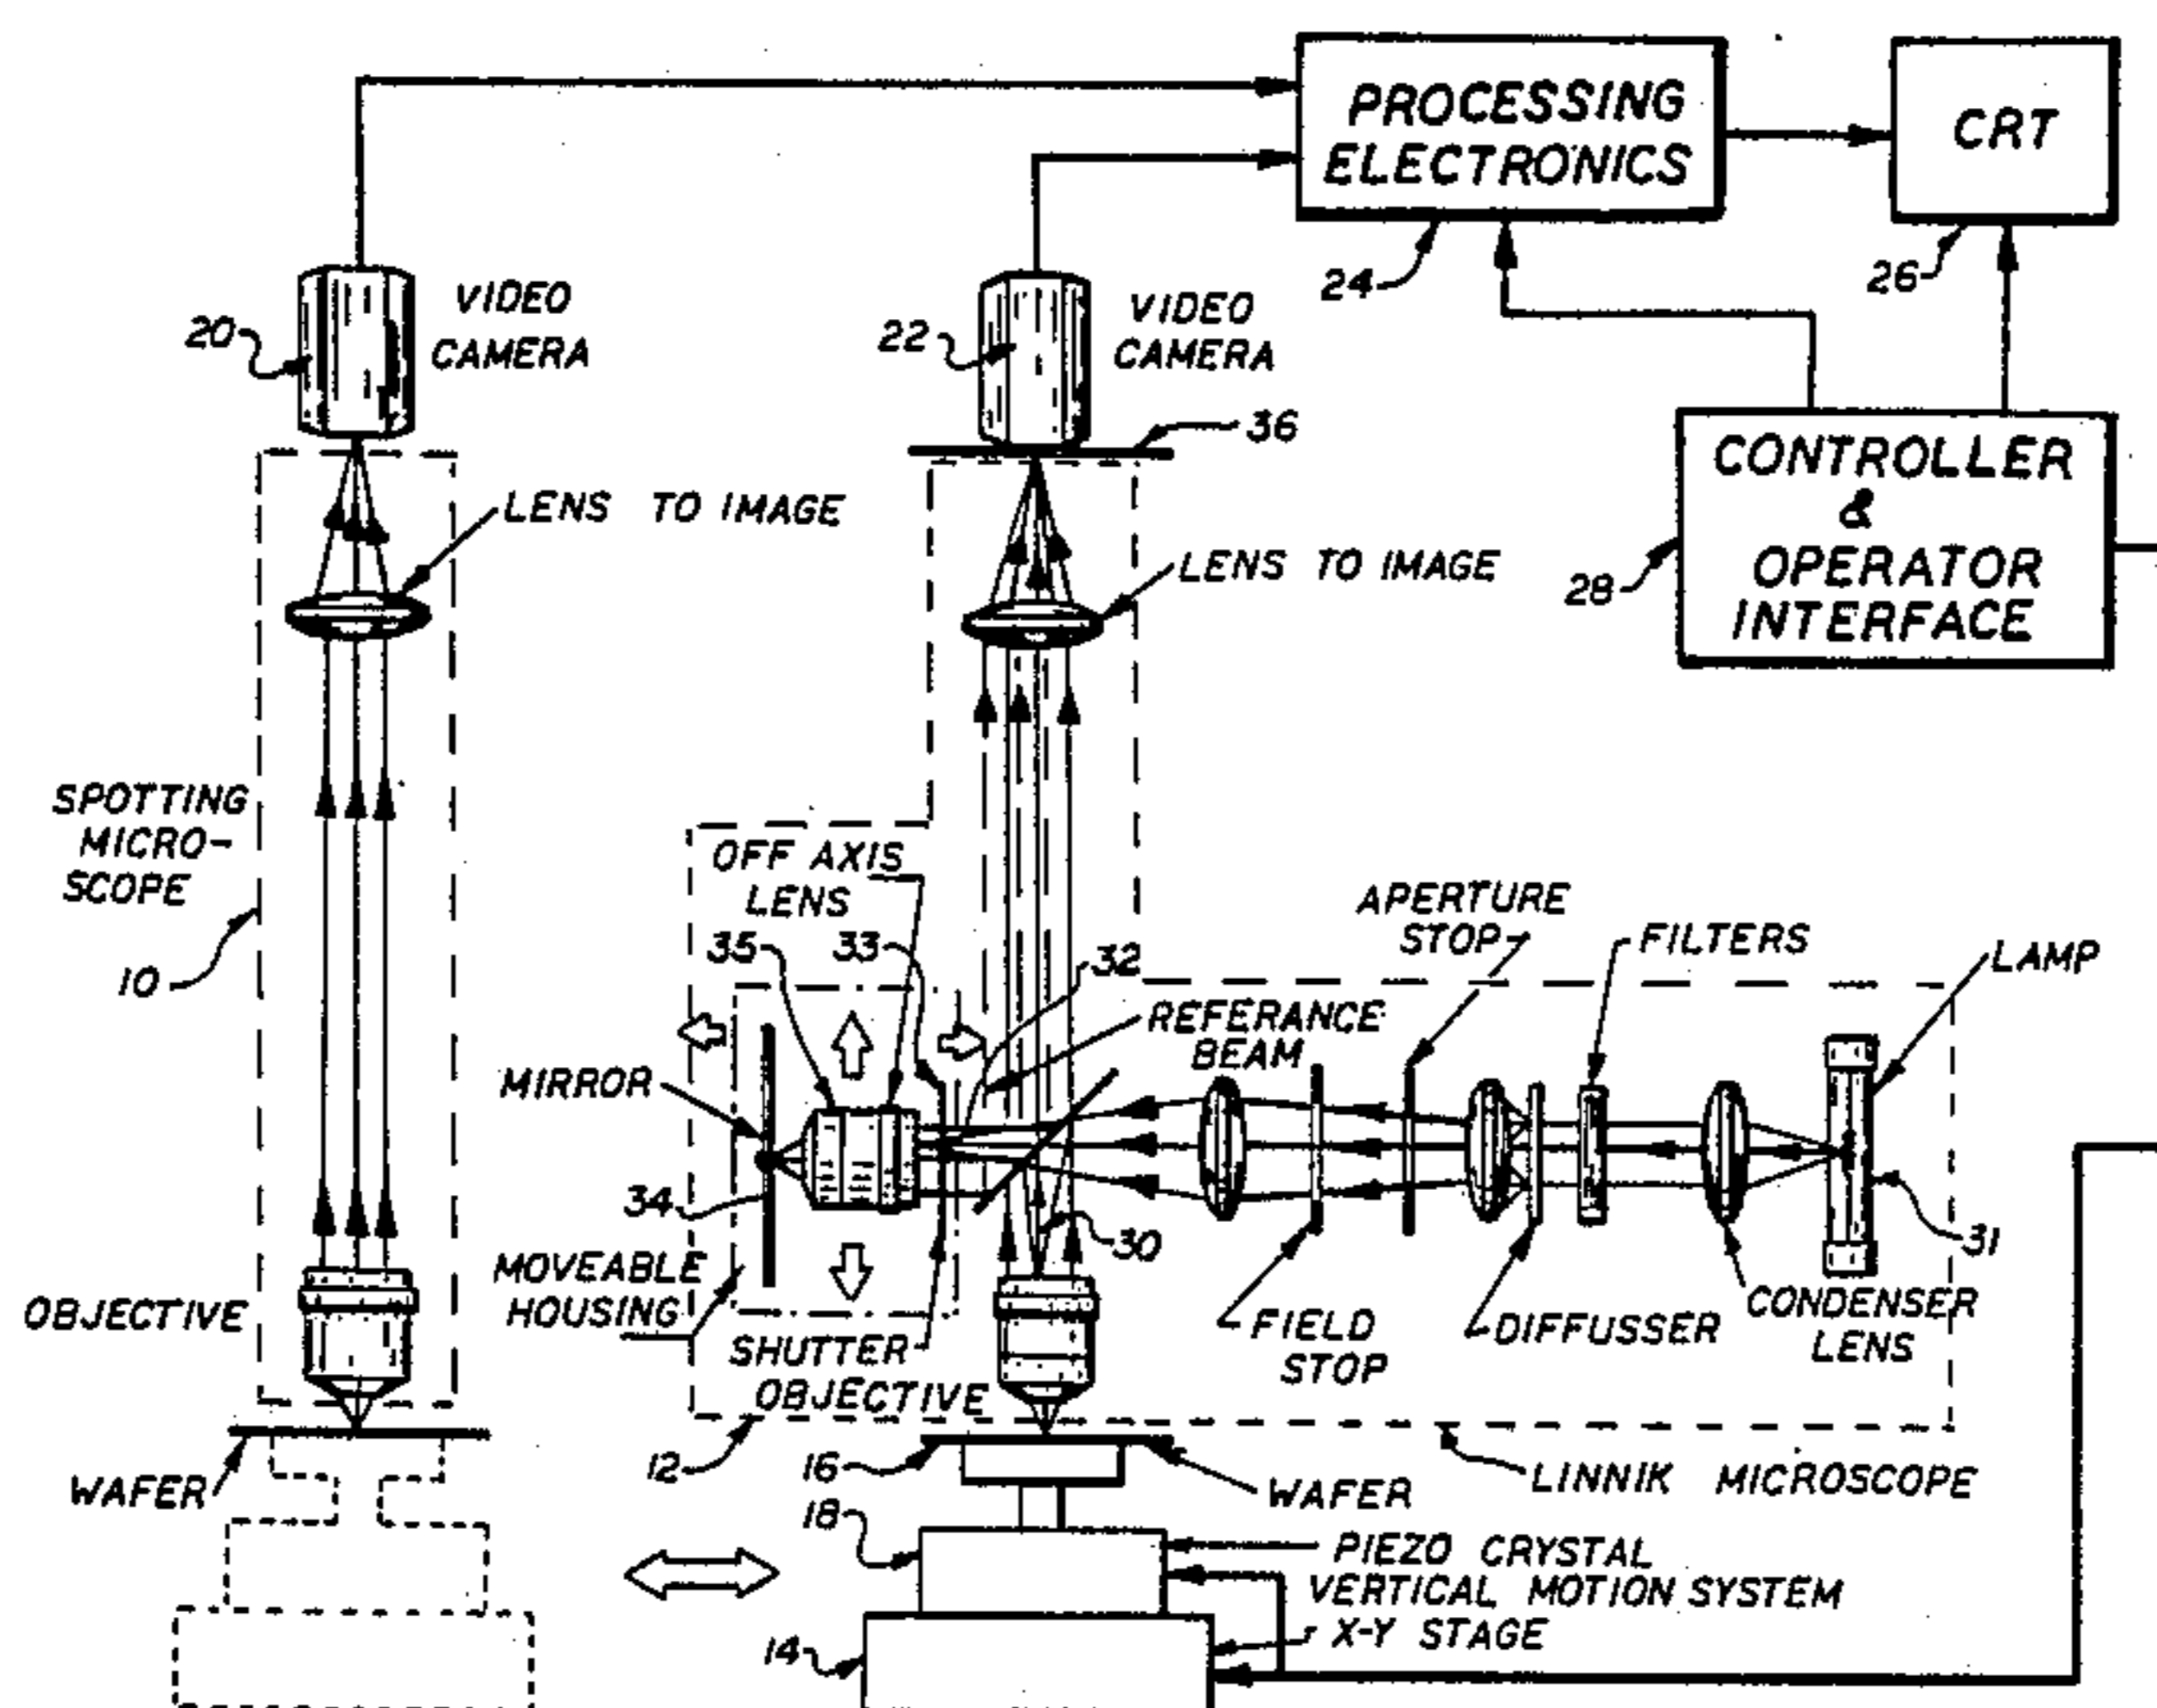 PROCESSING
ELECTRONICS
CRT
24
26
20
VIDEO
CAMERA
22
VIDEO
CAMERA
36
CONTROLLER
&
OPERATOR
INTERFACE
28
LENS TO IMAGE
LENS TO IMAGE
SPOTTING
MICRO-
SCOPE
10
OFF AXIS
LENS
35
33
32
APERTURE
STOP
FILTERS
LAMP
REFERANCE
BEAM
MIRROR
34
30
31
MOVEABLE
HOUSING
OBJECTIVE
SHUTTER
OBJECTIVE
FIELD
STOP
DIFFUSSER
CONDENSER
LENS
WAFER
12
16
WAFER
LINNIK MICROSCOPE
18
PIEZO CRYSTAL
VERTICAL MOTION SYSTEM
X-Y STAGE
14